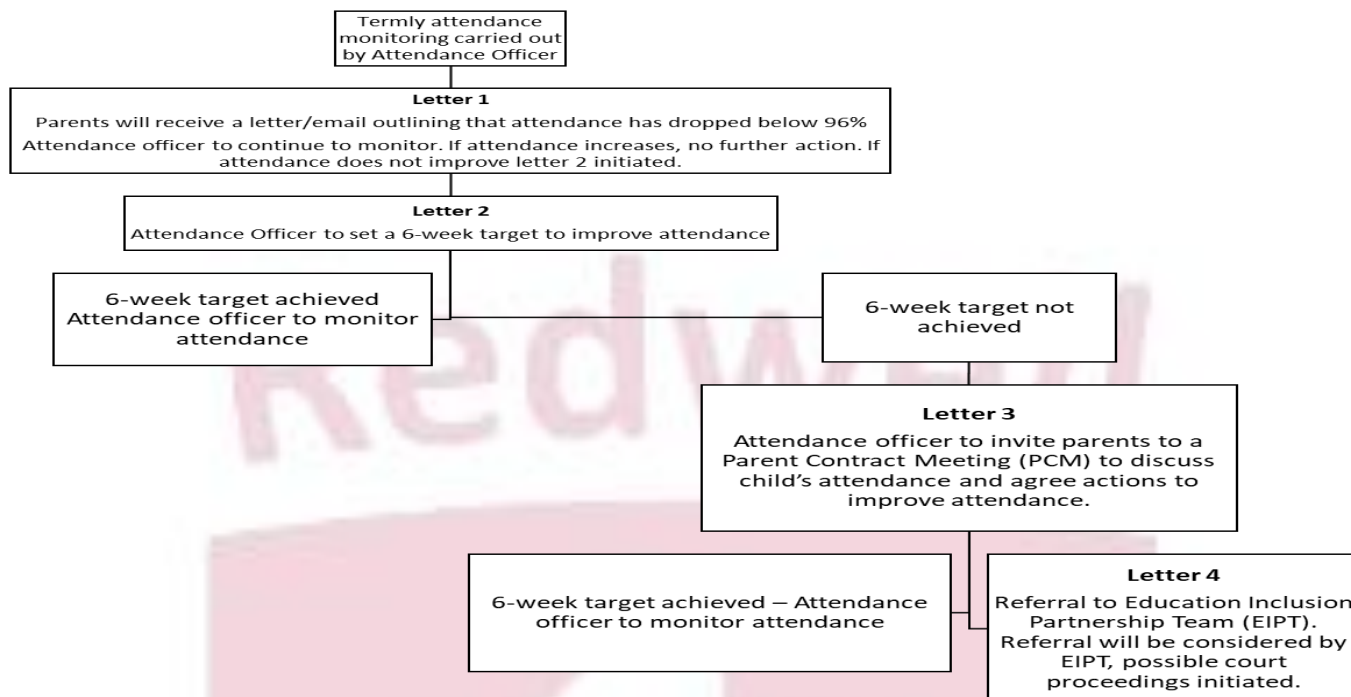 Termly attendance
monitoring carried out
by Attendance Officer
Letter 1
Parents will receive a letter/email outlining that attendance has dropped below 96%
Attendance officer to continue to monitor. If attendance increases, no further action. If
attendance does not improve letter 2 initiated.
Letter 2
Attendance Officer to set a 6-week target to improve attendance
6-week target achieved
Attendance officer to monitor
attendance
6-week target not
achieved
Letter 3
Attendance officer to invite parents to a
Parent Contract Meeting (PCM) to discuss
child’s attendance and agree actions to
improve attendance.
6-week target achieved – Attendance
officer to monitor attendance
Letter 4
Referral to Education Inclusion
Partnership Team (EIPT).
Referral will be considered by
EIPT, possible court
proceedings initiated.